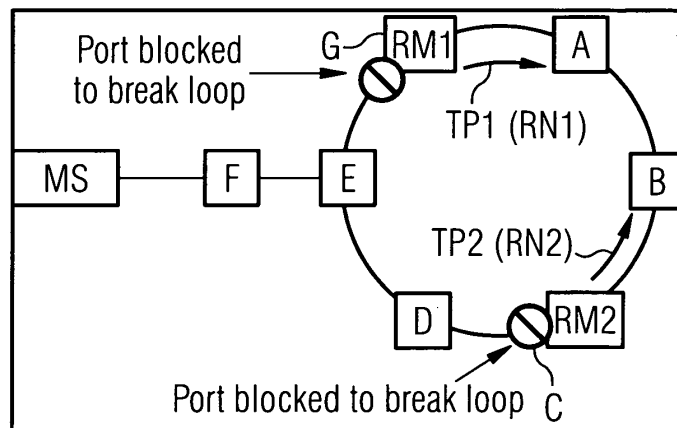 G
RM1
A
Port blocked
to break loop
TP1 (RN1)
MS
F
E
B
TP2 (RN2)
D
RM2
Port blocked to break loop
C